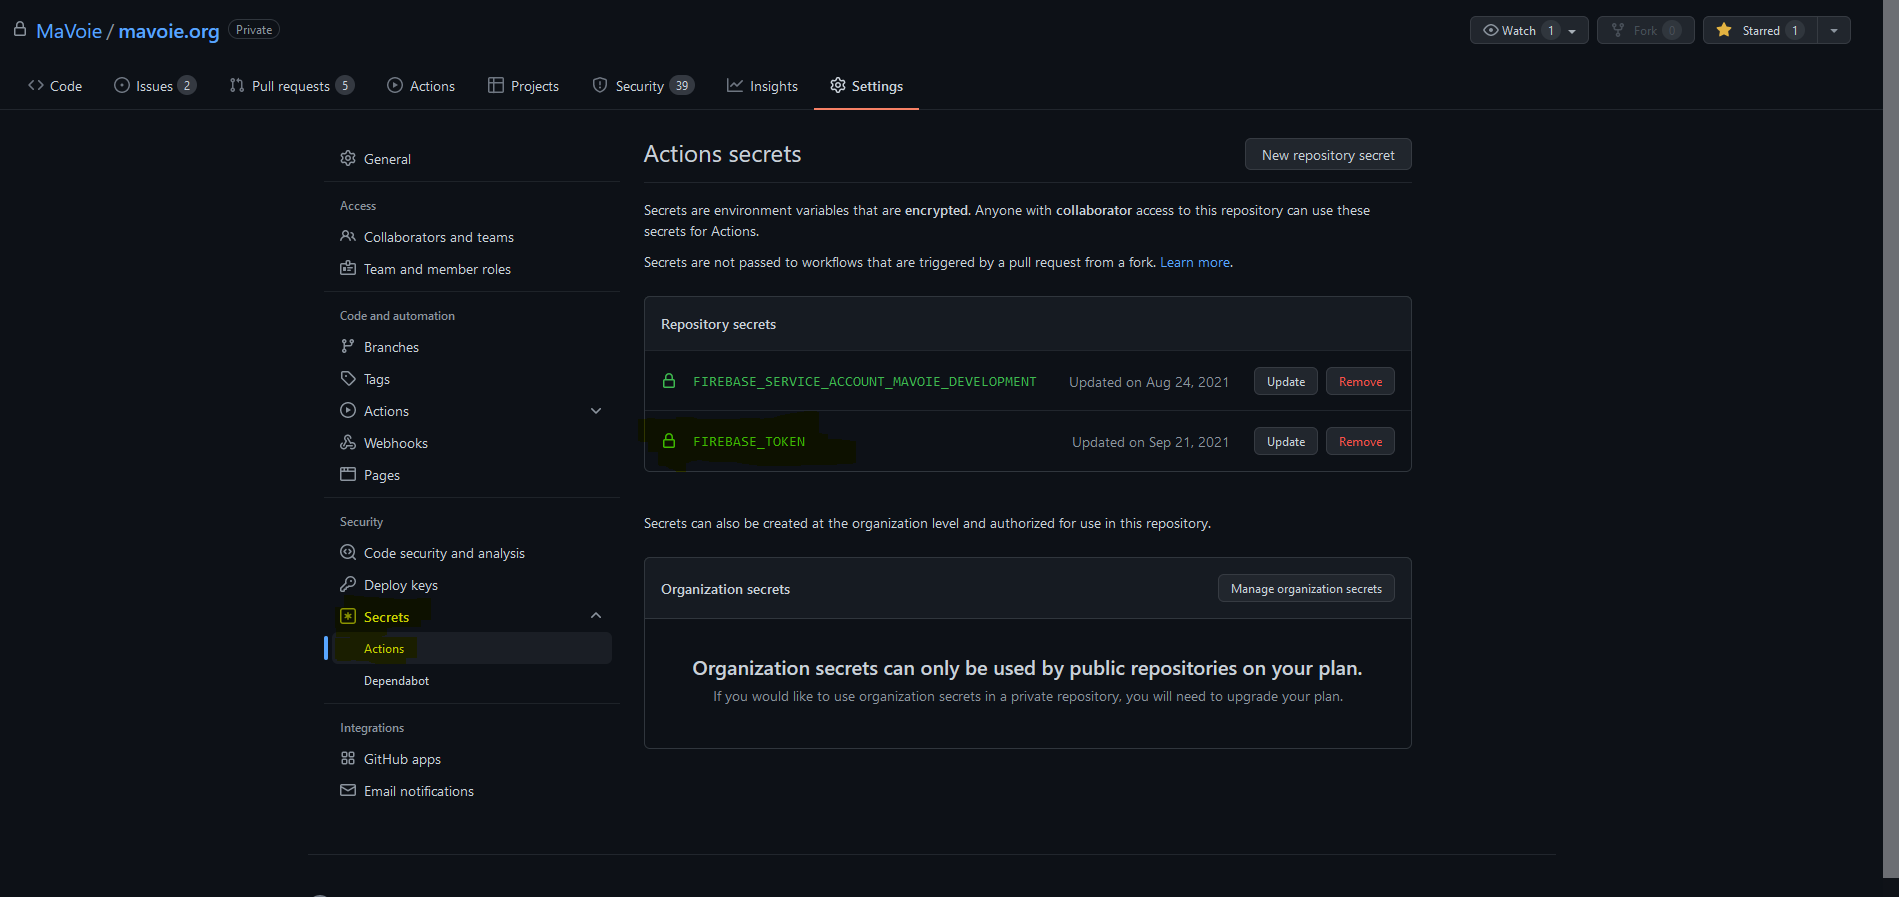 MaVoie / mavoie.org Private Watch 1 Fork 0 Starred 1
Code Issues 2 Pull requests 5 Actions Projects Security 39 Insights Settings
General
Access
Collaborators and teams
Team and member roles
Code and automation
Branches
Tags
Actions
Webhooks
Pages
Security
Code security and analysis
Deploy keys
Secrets
Actions
Dependabot
Integrations
GitHub apps
Email notifications
Actions secrets New repository secret
Secrets are environment variables that are encrypted. Anyone with collaborator access to this repository can use these
secrets for Actions.
Secrets are not passed to workflows that are triggered by a pull request from a fork. Learn more.
Repository secrets
FIREBASE_SERVICE_ACCOUNT_MAVOIE_DEVELOPMENT Updated on Aug 24, 2021 Update Remove
FIREBASE_TOKEN Updated on Sep 21, 2021 Update Remove
Secrets can also be created at the organization level and authorized for use in this repository.
Organization secrets Manage organization secrets
Organization secrets can only be used by public repositories on your plan.
If you would like to use organization secrets in a private repository, you will need to upgrade your plan.